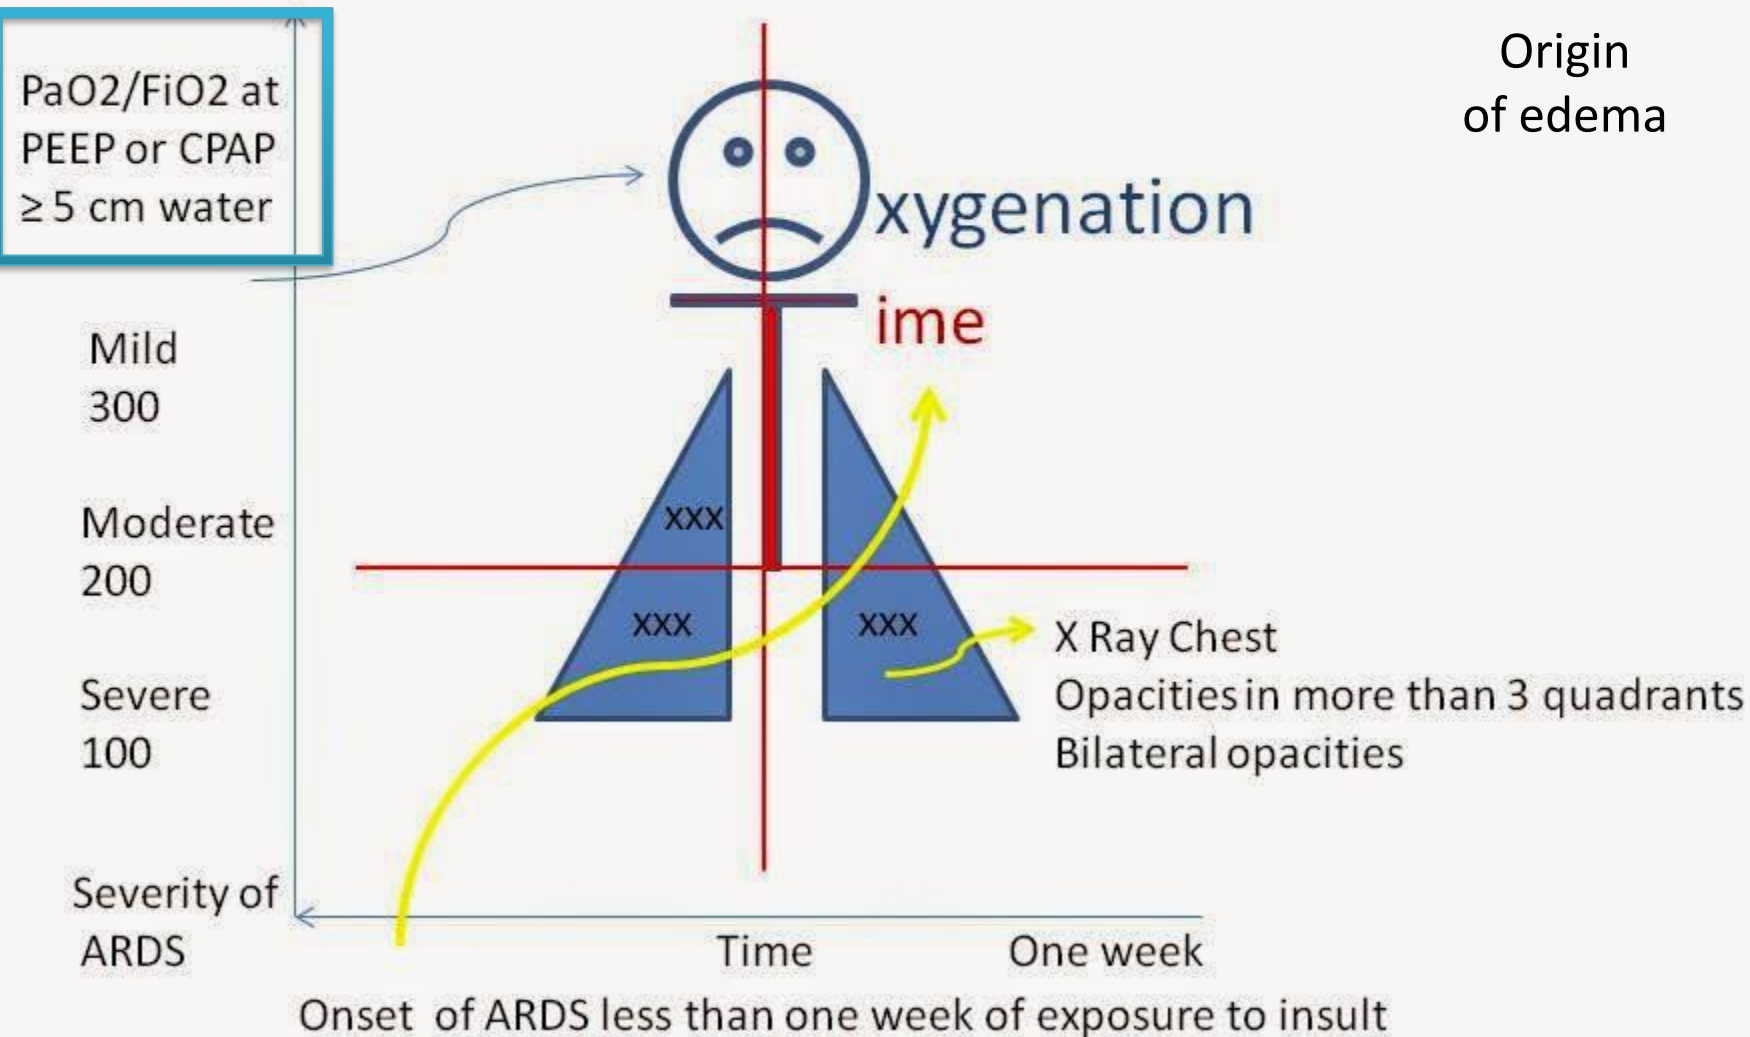 PaO2/FiO2 at
PEEP or CPAP
≥ 5 cm water
Origin
of edema
xygenation
ime
Mild
300
Moderate
200
Severe
100
xxx
xxx
xxx
X Ray Chest
Opacities in more than 3 quadrants
Bilateral opacities
Severity of
ARDS
Time
One week
Onset of ARDS less than one week of exposure to insult